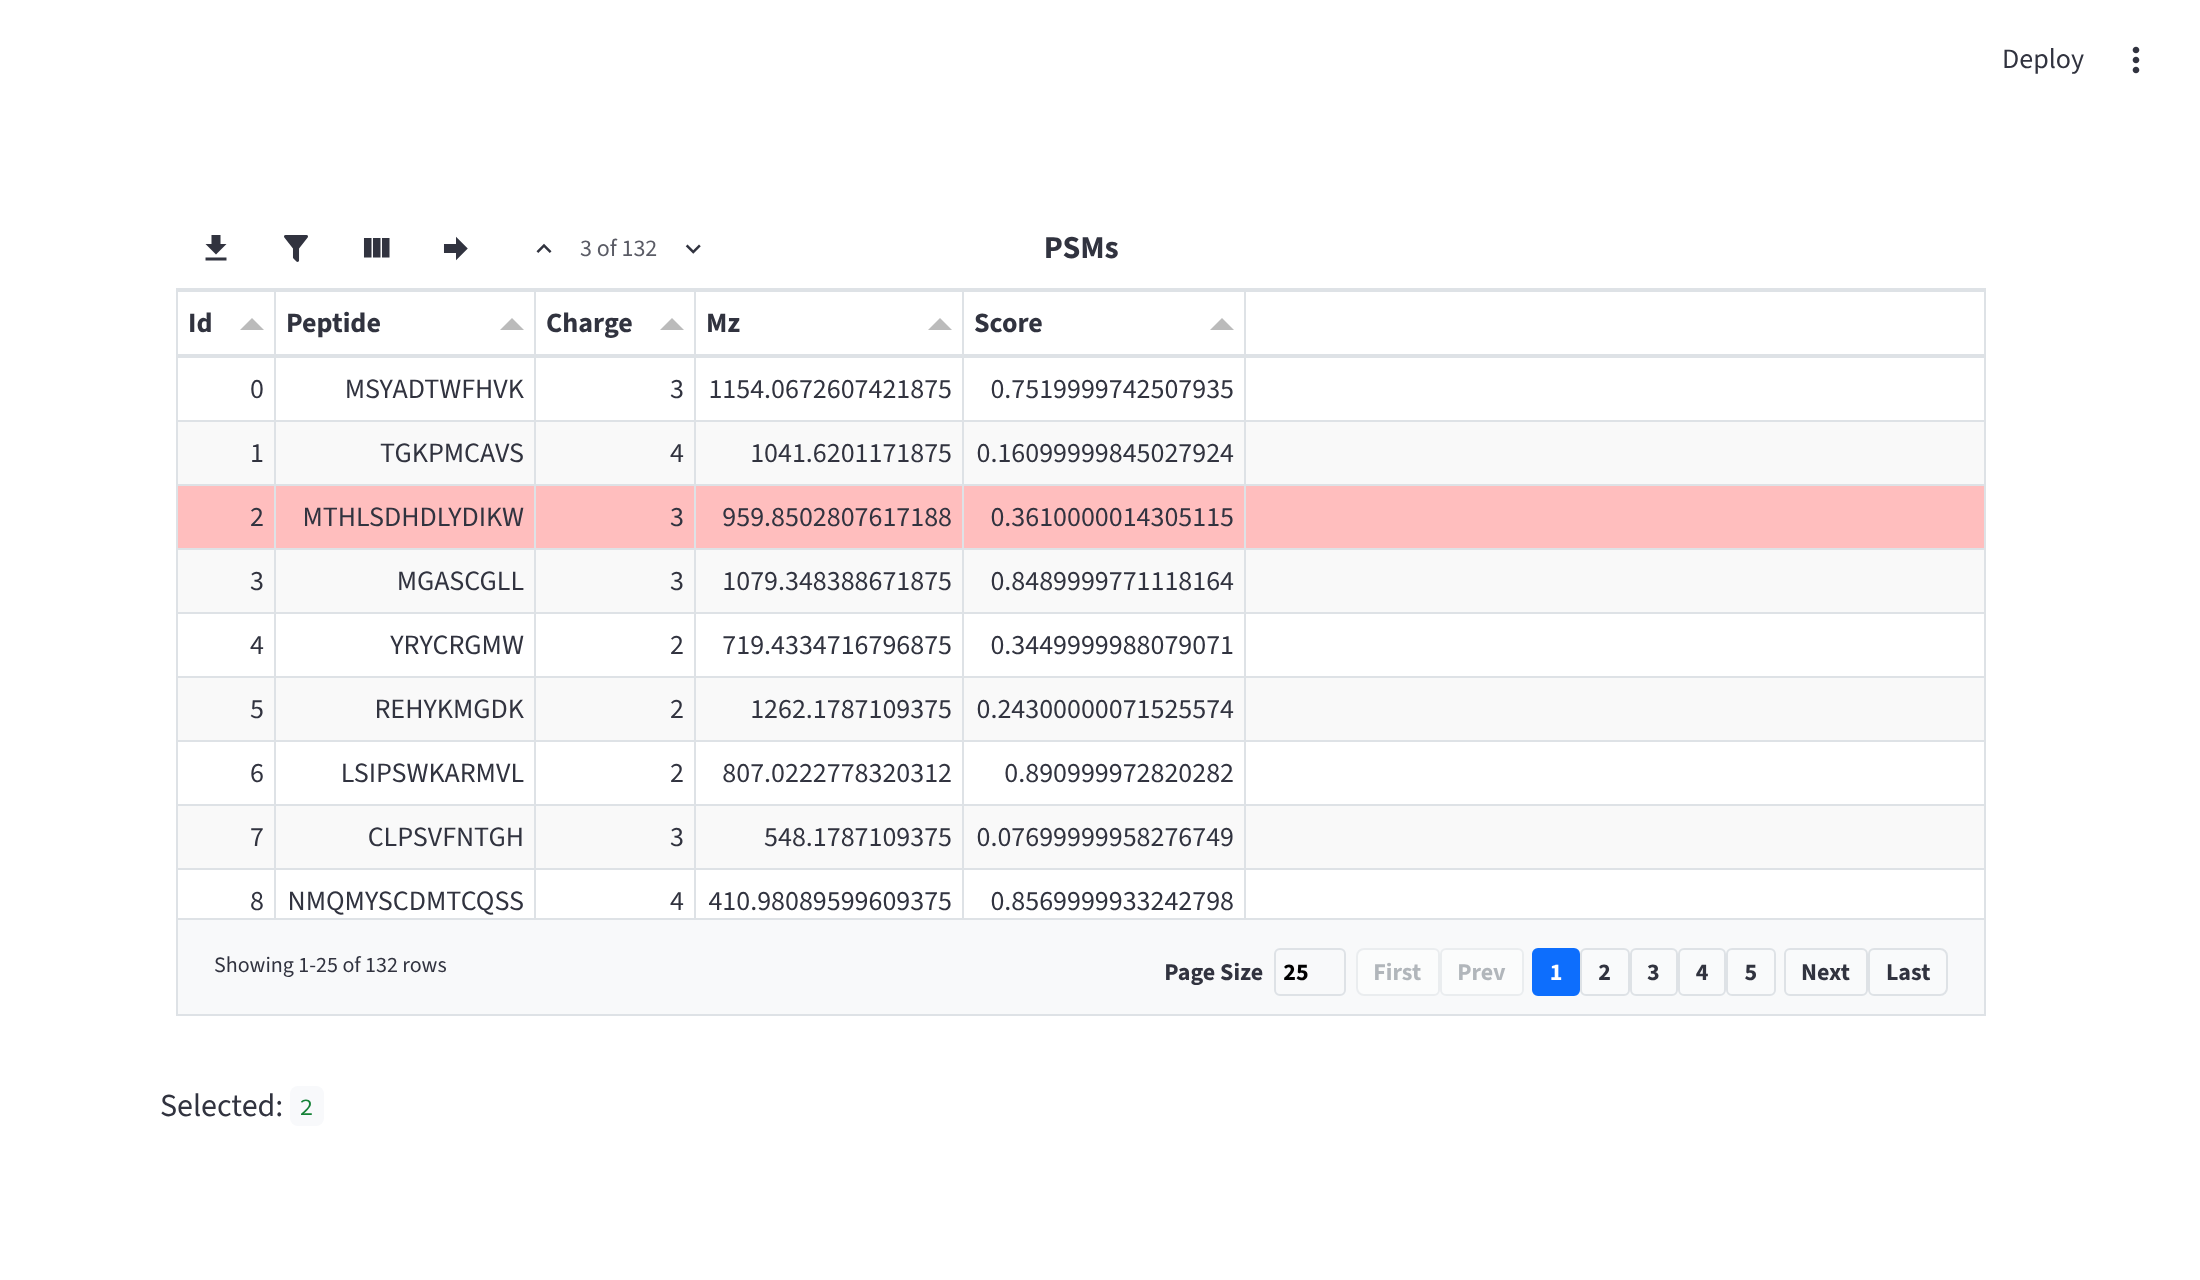 Deploy
3 of 132
PSMs
Id Peptide Charge Mz Score
0 MSYADTWFHVK 3 1154.0672607421875 0.7519999742507935
1 TGKPMCAVS 4 1041.6201171875 0.16099999845027924
2 MTHLSDHDLYDIKW 3 959.8502807617188 0.3610000014305115
3 MGASCGLL 3 1079.348388671875 0.8489999771118164
4 YRYCRGMW 2 719.4334716796875 0.3449999988079071
5 REHYKMGDK 2 1262.1787109375 0.24300000071525574
6 LSIPSWKARMVL 2 807.0222778320312 0.890999972820282
7 CLPSVFNTGH 3 548.1787109375 0.07699999958276749
8 NMQMYSCDMTCQSS 4 410.98089599609375 0.8569999933242798
Showing 1-25 of 132 rows
Page Size 25 First Prev 1 2 3 4 5 Next Last
Selected: 2